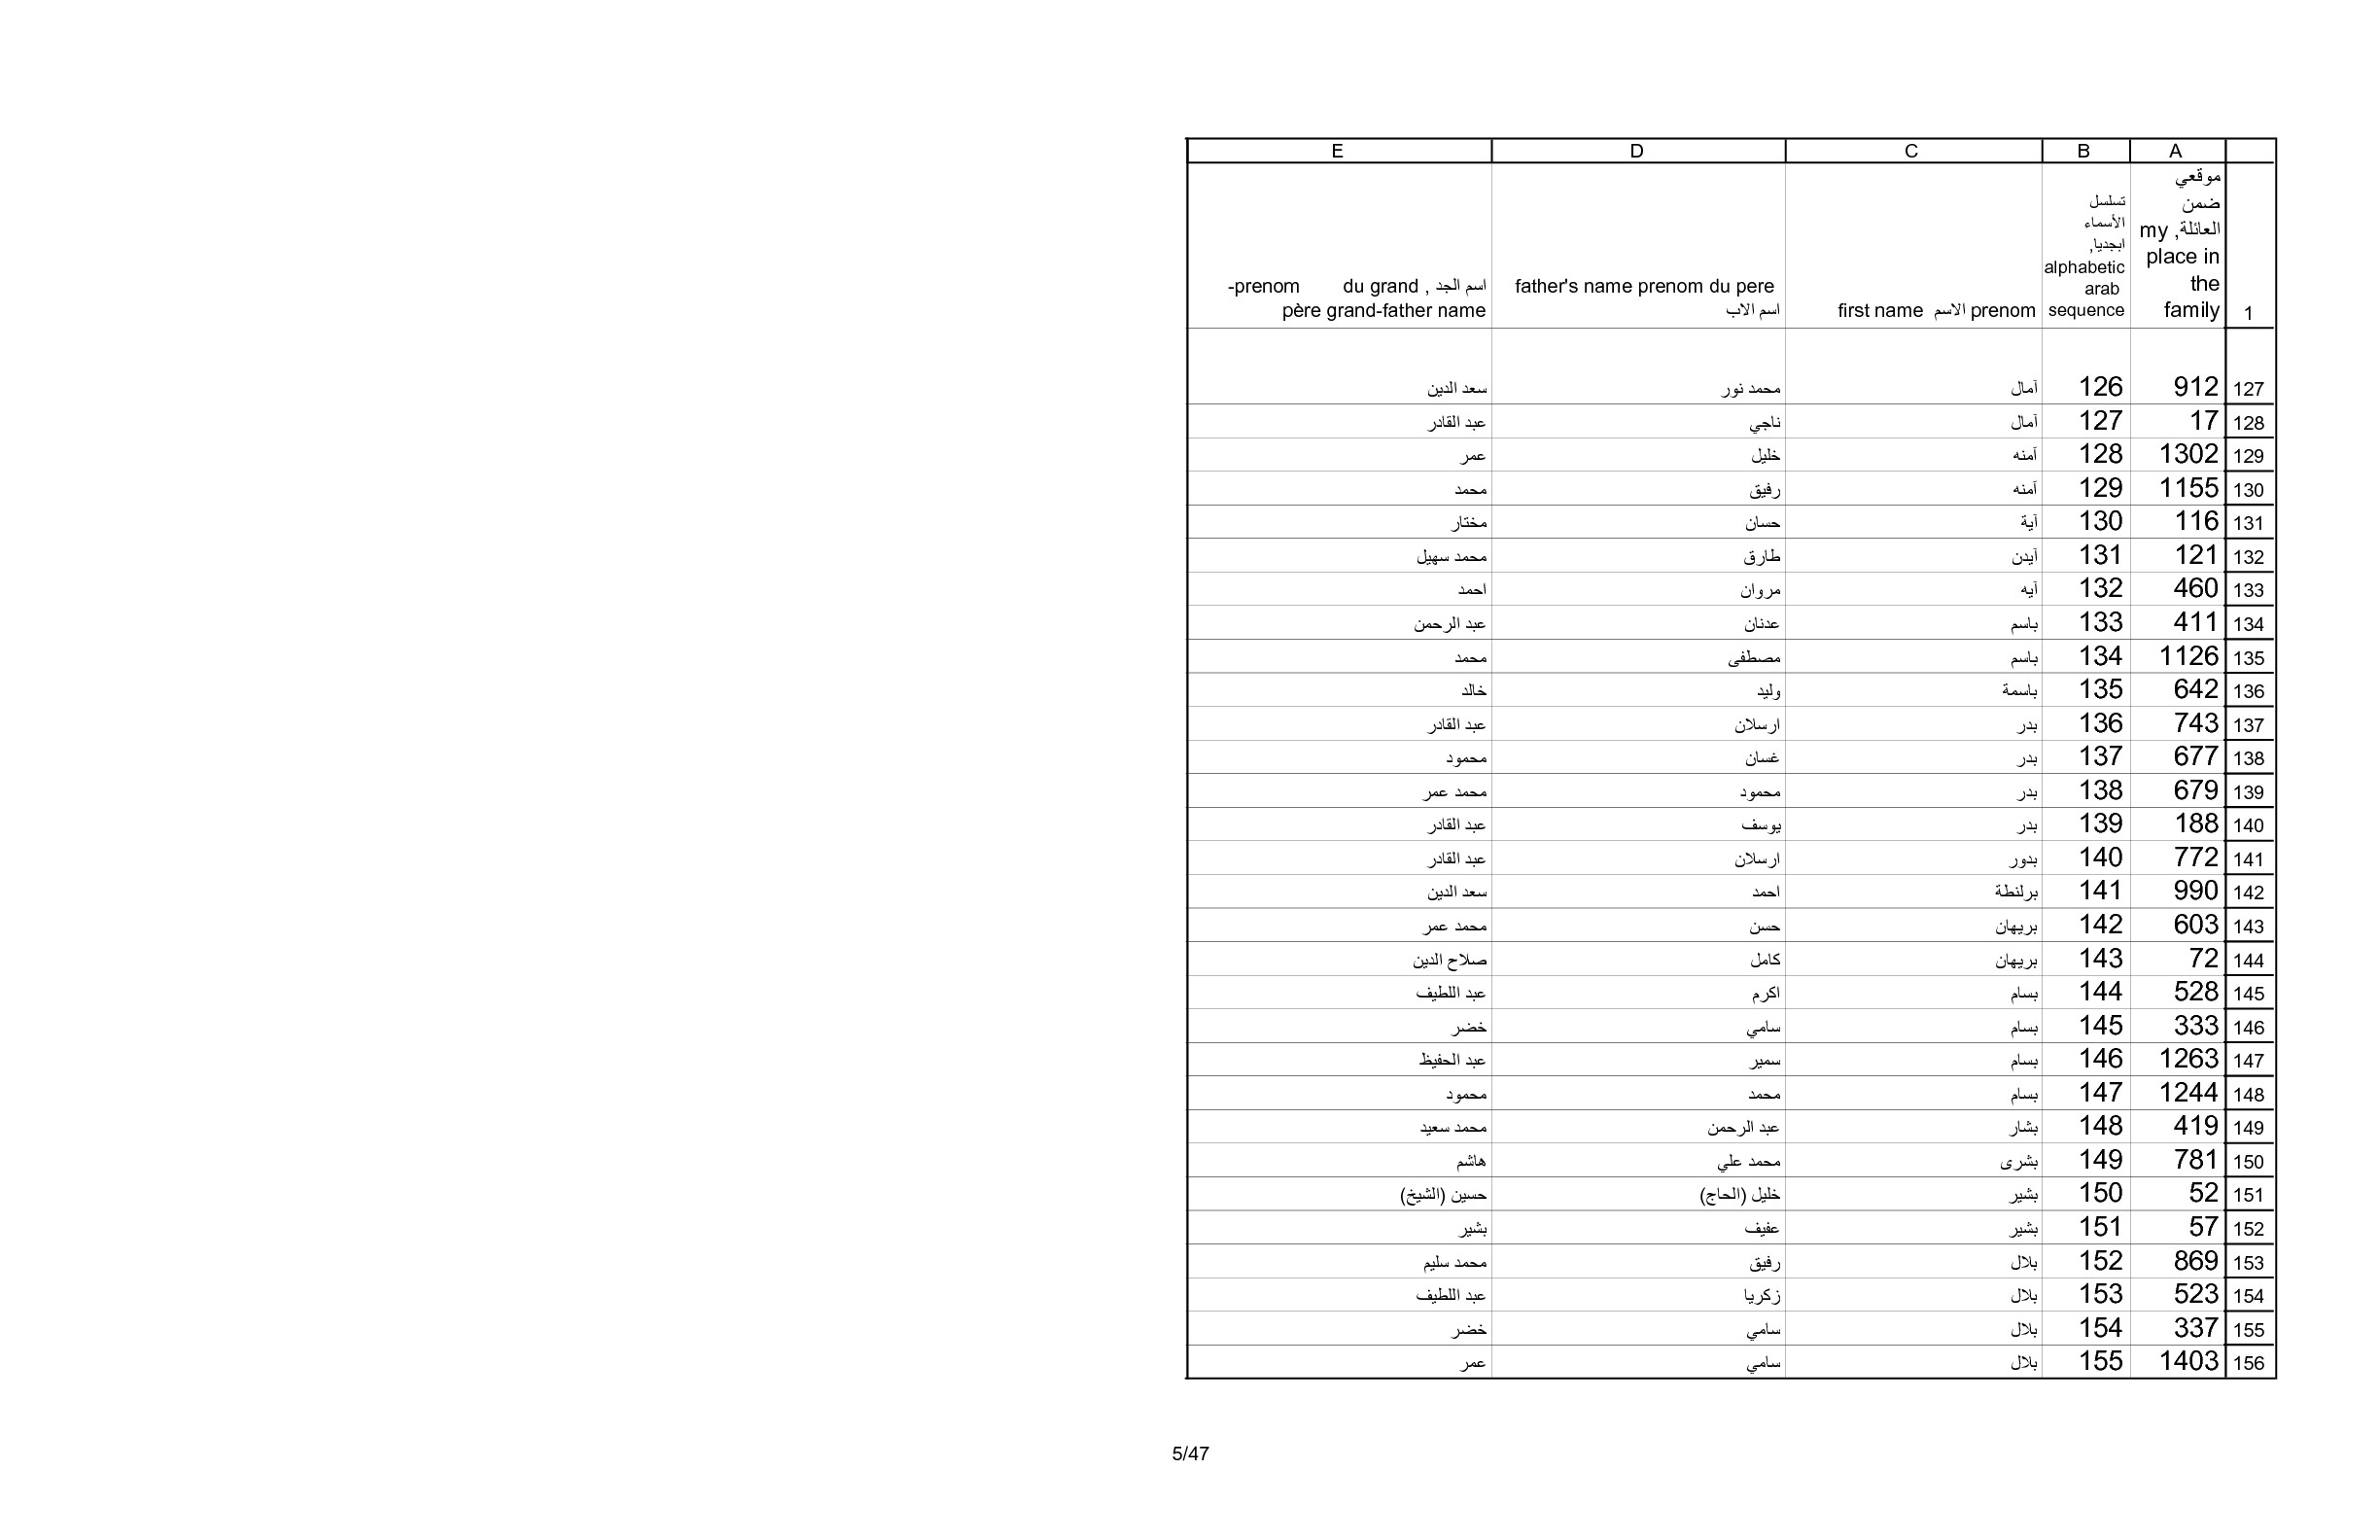 A B C D E
1 موقعي ضمن العائلة, my place in the family تسلسل الأسماء ابجديا, alphabetic arab sequence first name الاسم prenom father's name prenom du pere اسم الاب -prenom du grand , اسم الجد père grand-father name
127 912 126 آمال محمد نور سعد الدين
128 17 127 آمال ناجي عبد القادر
129 1302 128 آمنه خليل عمر
130 1155 129 آمنه رفيق محمد
131 116 130 آية حسان مختار
132 121 131 آيدن طارق محمد سهيل
133 460 132 آيه مروان احمد
134 411 133 باسم عدنان عبد الرحمن
135 1126 134 باسم مصطفى محمد
136 642 135 باسمة وليد خالد
137 743 136 بدر ارسلان عبد القادر
138 677 137 بدر غسان محمود
139 679 138 بدر محمود محمد عمر
140 188 139 بدر يوسف عبد القادر
141 772 140 بدور ارسلان عبد القادر
142 990 141 برلنطة احمد سعد الدين
143 603 142 بريهان حسن محمد عمر
144 72 143 بريهان كامل صلاح الدين
145 528 144 بسام اكرم عبد اللطيف
146 333 145 بسام سامي خضر
147 1263 146 بسام سمير عبد الحفيظ
148 1244 147 بسام محمد محمود
149 419 148 بشار عبد الرحمن محمد سعيد
150 781 149 بشرى محمد علي هاشم
151 52 150 بشير خليل (الحاج) حسين (الشيخ)
152 57 151 بشير عفيف بشير
153 869 152 بلال رفيق محمد سليم
154 523 153 بلال زكريا عبد اللطيف
155 337 154 بلال سامي خضر
156 1403 155 بلال سامي عمر
5/47